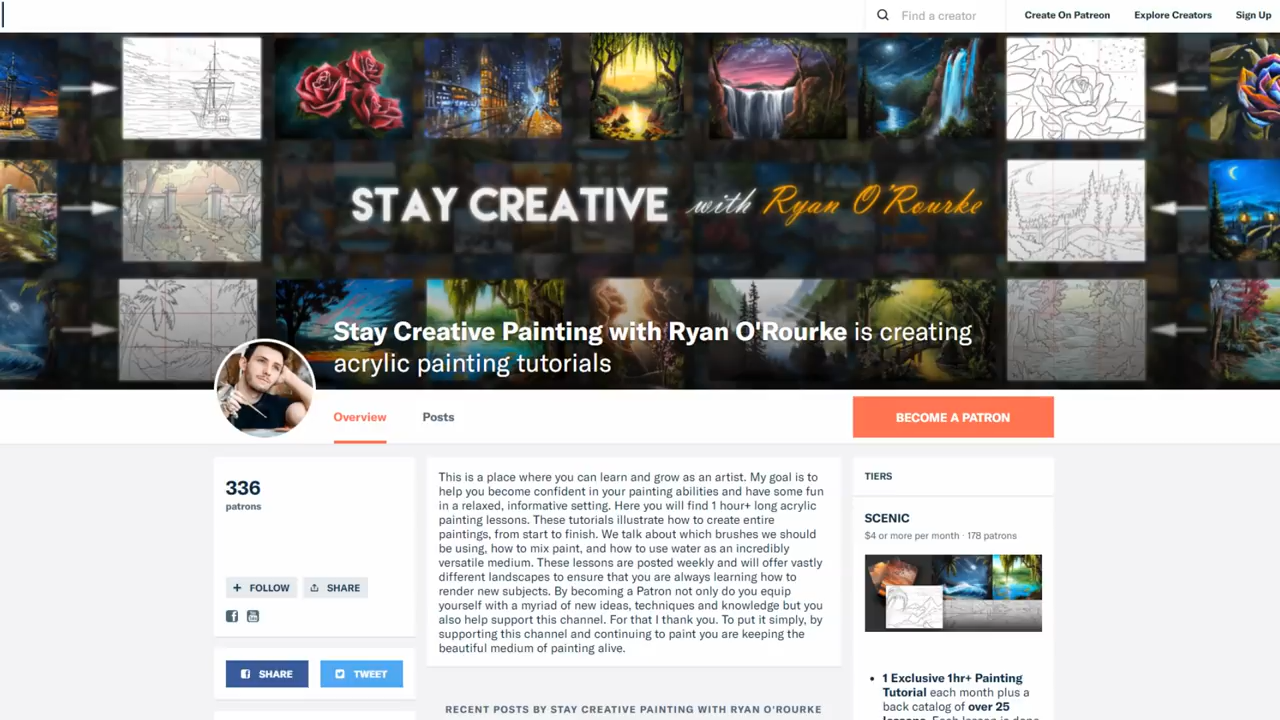 Find a creator
Create On Patreon
Explore Creators
Sign Up
STAY CREATIVE with Ryan O'Rourke
Stay Creative Painting with Ryan O'Rourke is creating
acrylic painting tutorials
Overview
Posts
BECOME A PATRON
336
patrons
+ FOLLOW
SHARE
SHARE
TWEET
This is a place where you can learn and grow as an artist. My goal is to
help you become confident in your painting abilities and have some fun
in a relaxed, informative setting. Here you will find 1 hour+ long acrylic
painting lessons. These tutorials illustrate how to create entire
paintings, from start to finish. We talk about which brushes we should
be using, how to mix paint, and how to use water as an incredibly
versatile medium. These lessons are posted weekly and will offer vastly
different landscapes to ensure that you are always learning how to
render new subjects. By becoming a Patron not only do you equip
yourself with a myriad of new ideas, techniques and knowledge but you
also help support this channel. For that I thank you. To put it simply, by
supporting this channel and continuing to paint you are keeping the
beautiful medium of painting alive.
RECENT POSTS BY STAY CREATIVE PAINTING WITH RYAN O'ROURKE
TIERS
SCENIC
$4 or more per month · 178 patrons
• 1 Exclusive 1hr+ Painting
Tutorial each month plus a
back catalog of over 25